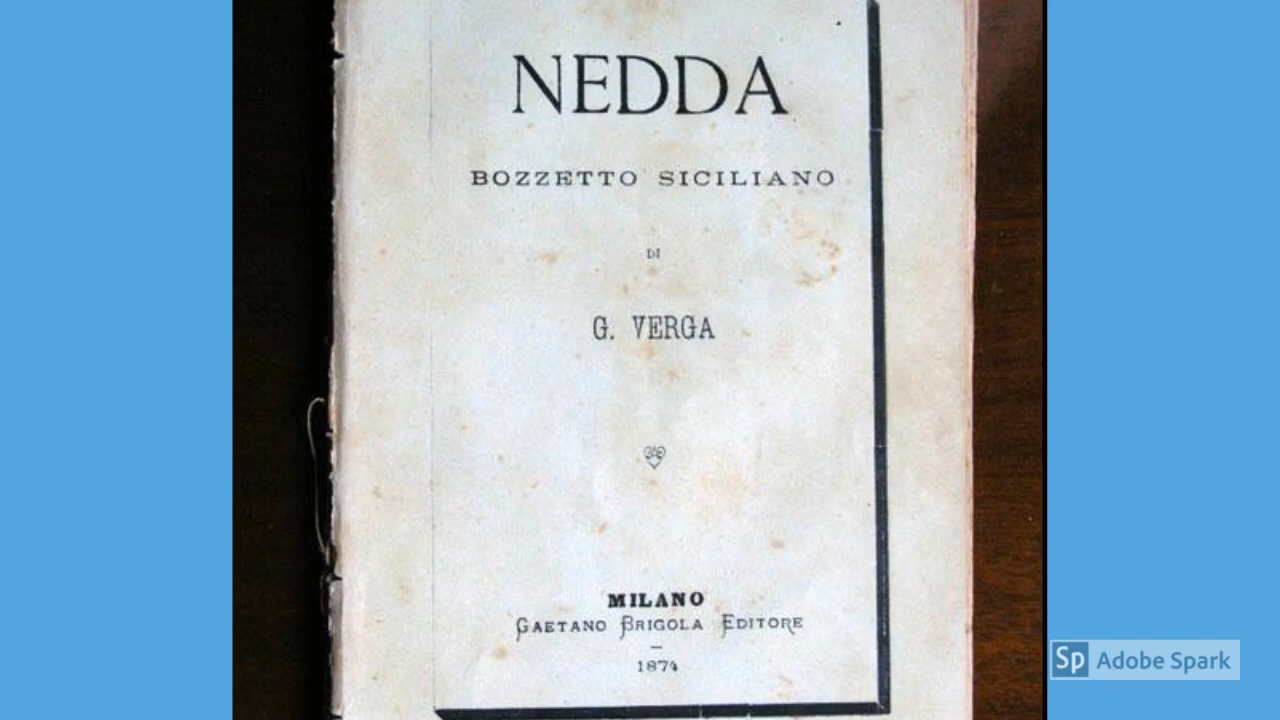 NEDDA
BOZZETTO SICILIANO
DI
G. VERGA
MILANO
GAETANO BRIGOLA EDITORE
1874
Sp Adobe Spark